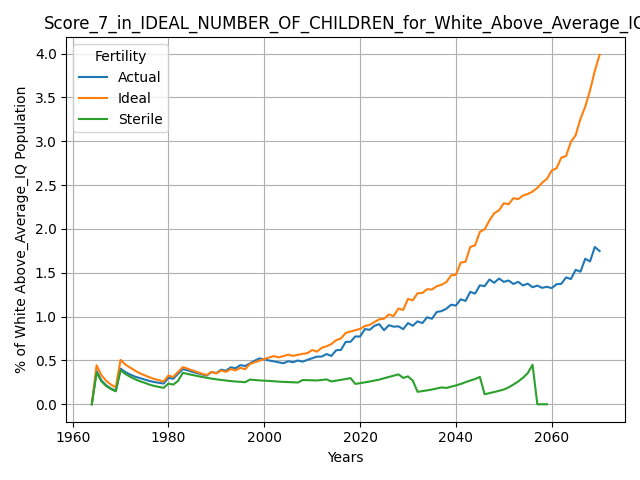 Score_7_in_IDEAL_NUMBER_OF_CHILDREN_for_White_Above_Average_IQ
% of White Above_Average_IQ Population
4.0
3.5
3.0
2.5
2.0
1.5
1.0
0.5
0.0
Fertility
Actual
Ideal
Sterile
1960 1980 2000 2020 2040 2060
Years